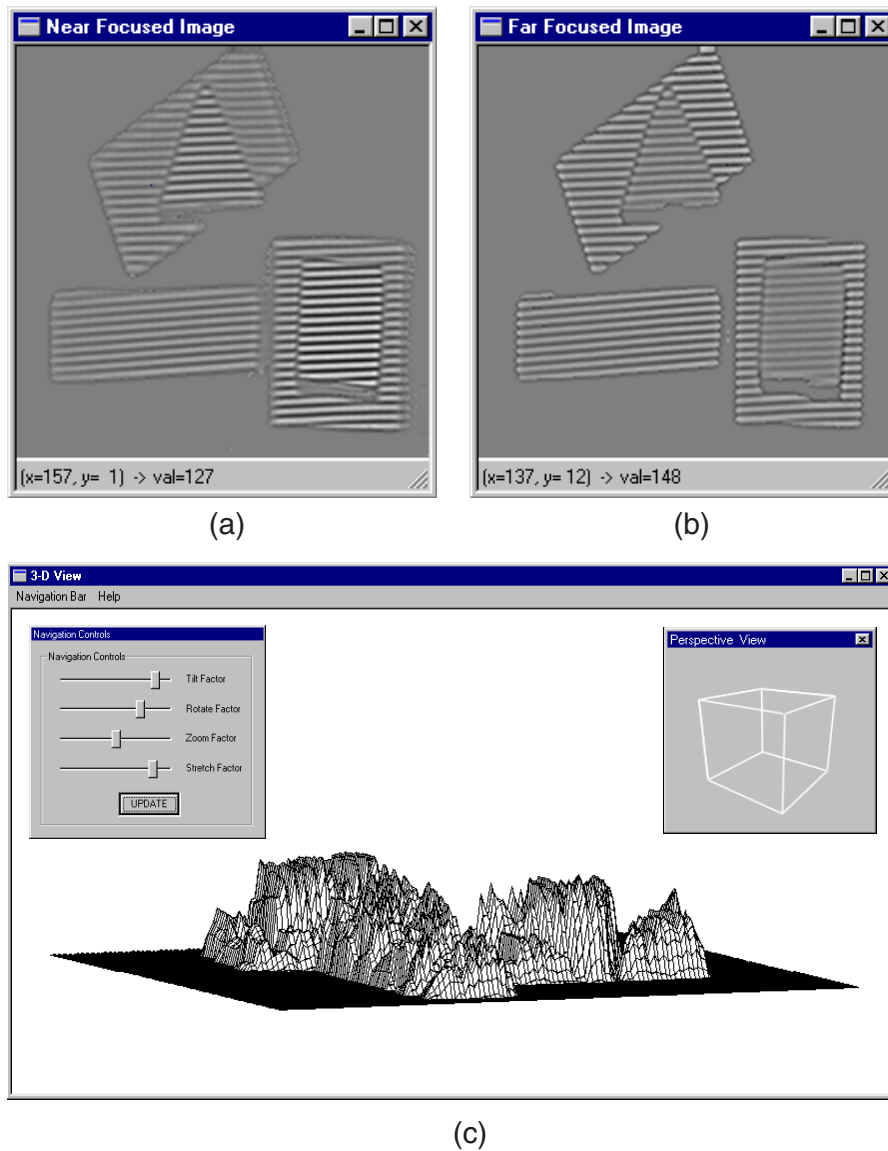 Near Focused Image
Far Focused Image
(x=157, y= 1) -> val=127
(x=137, y= 12) -> val=148
(a)
(b)
3-D View
Navigation Bar Help
Navigation Controls
Navigation Controls
Tilt Factor
Rotate Factor
Zoom Factor
Stretch Factor
UPDATE
Perspective View
(c)